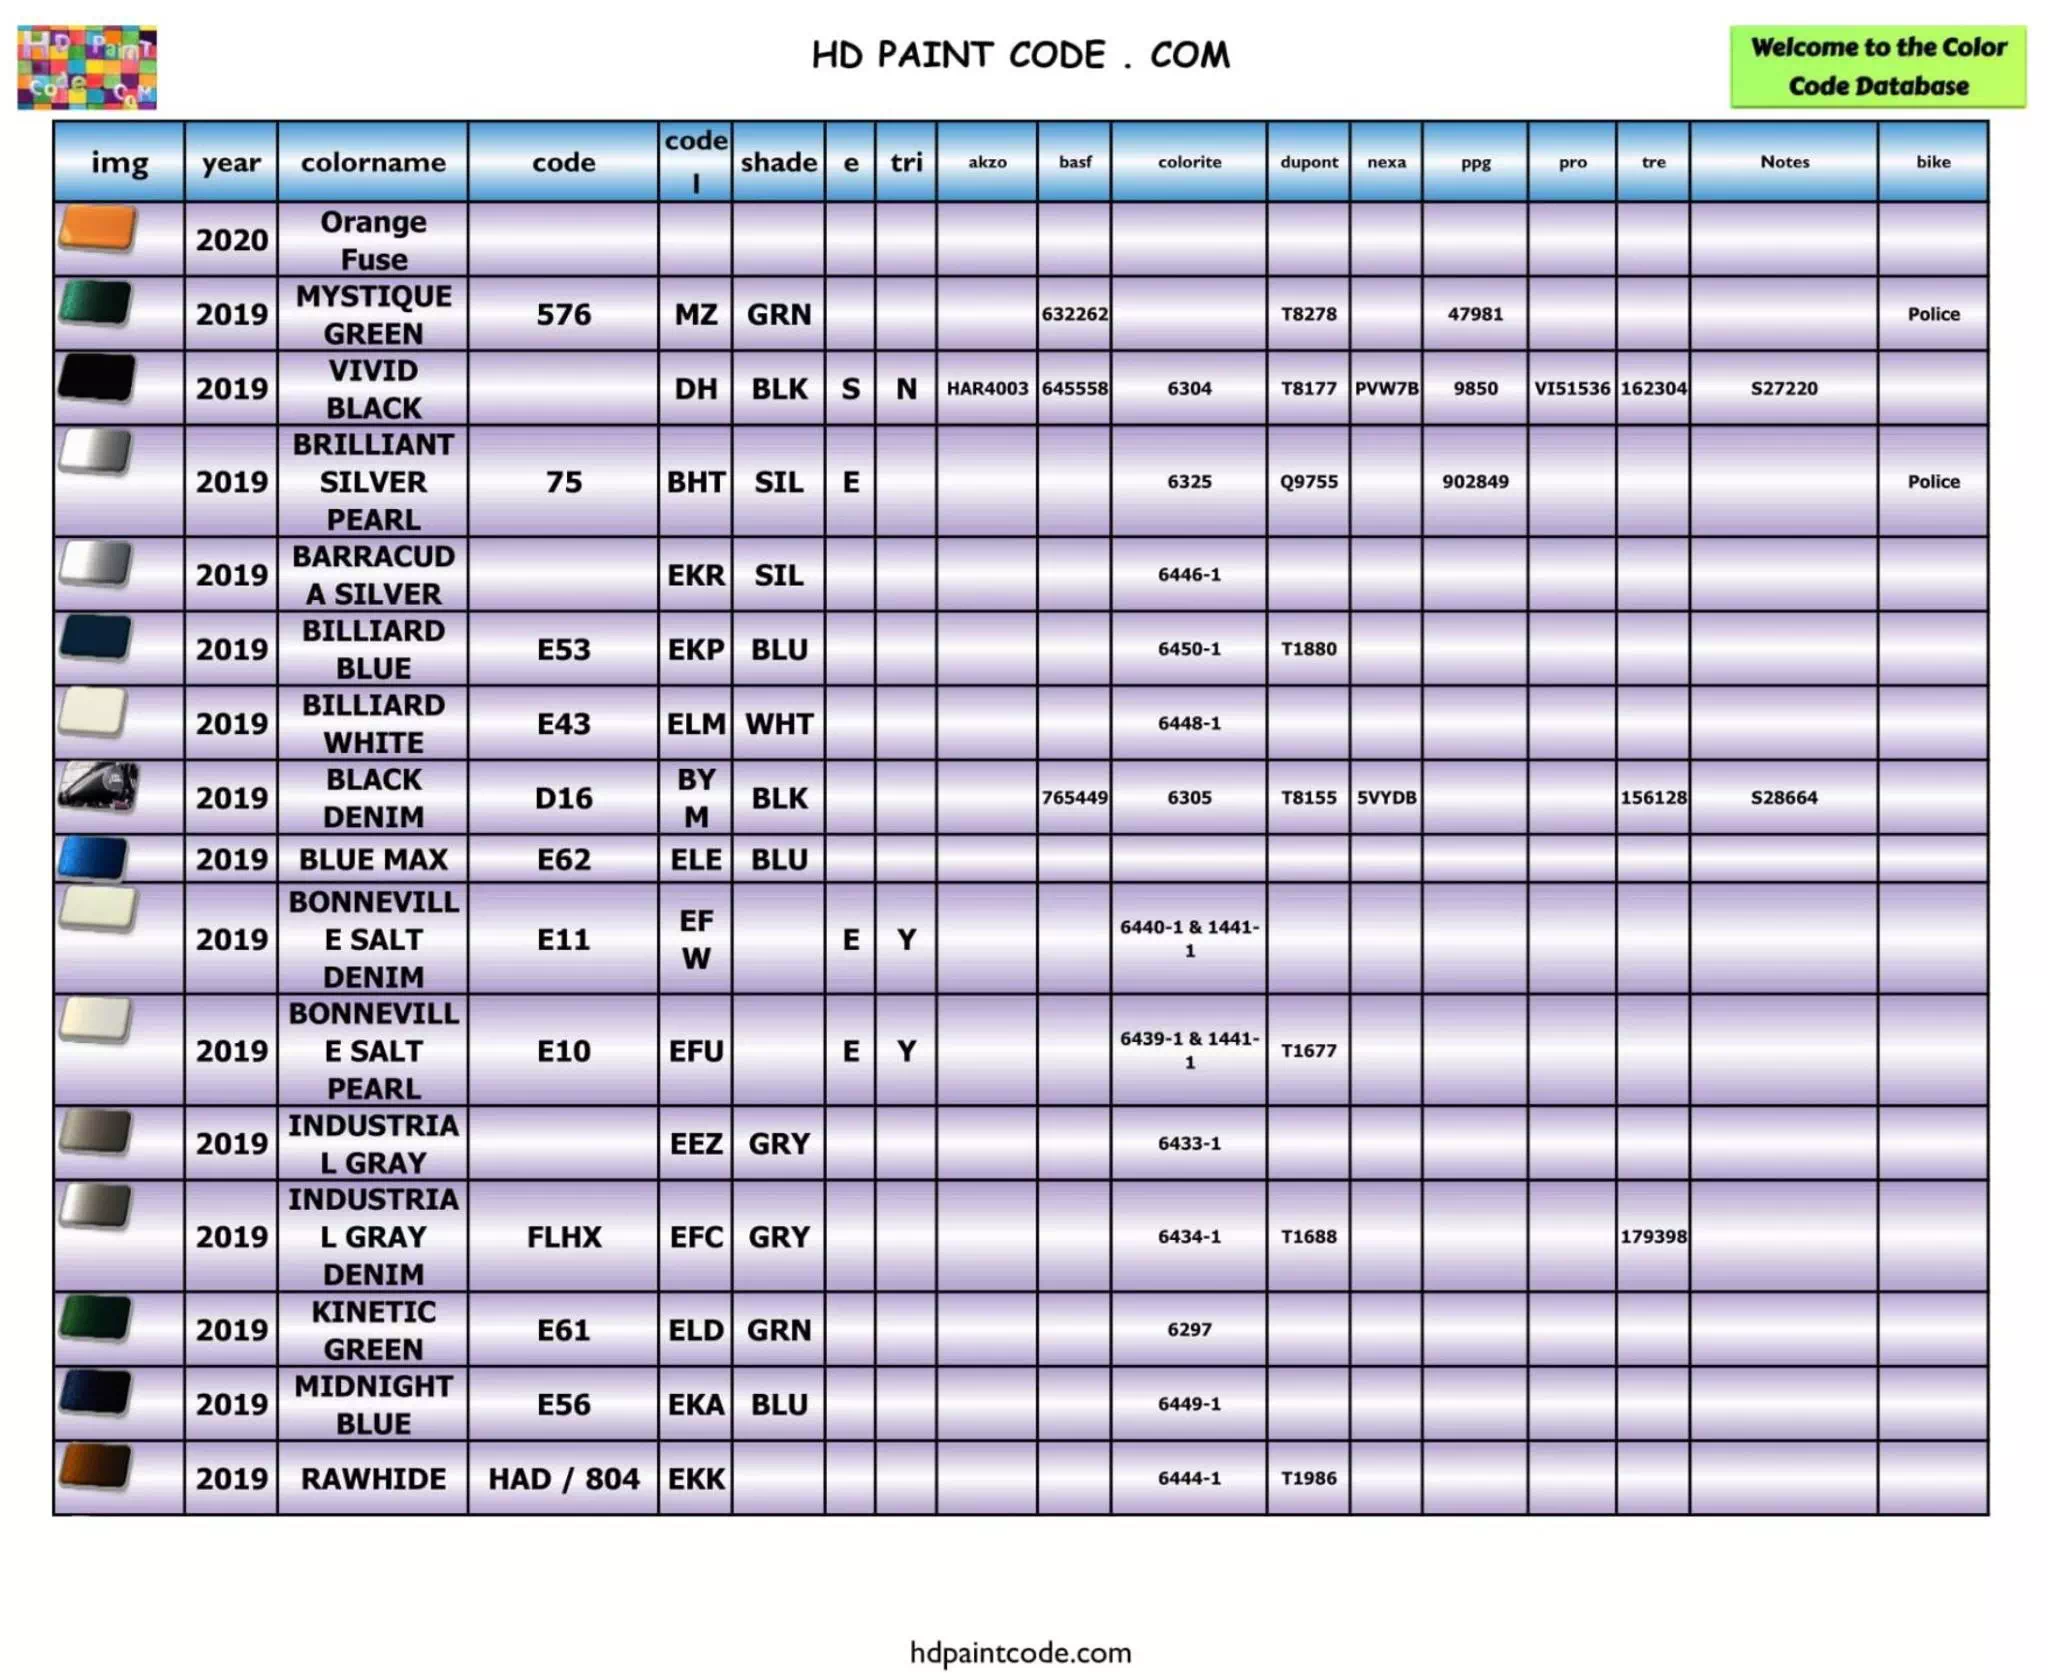 HD PainT
Code COM
HD PAINT CODE . COM
Welcome to the Color
Code Database
img year colorname code code1 shade e tri akzo basf colorite dupont nexa ppg pro tre Notes bike
2020 Orange Fuse
2019 MYSTIQUE GREEN 576 MZ GRN 632262 T8278 47981 Police
2019 VIVID BLACK DH BLK S N HAR4003 645558 6304 T8177 PVW7B 9850 VI51536 162304 S27220
2019 BRILLIANT SILVER PEARL 75 BHT SIL E 6325 Q9755 902849 Police
2019 BARRACUDA SILVER EKR SIL 6446-1
2019 BILLIARD BLUE E53 EKP BLU 6450-1 T1880
2019 BILLIARD WHITE E43 ELM WHT 6448-1
2019 BLACK DENIM D16 BYM BLK 765449 6305 T8155 5VYDB 156128 S28664
2019 BLUE MAX E62 ELE BLU
2019 BONNEVILLE SALT DENIM E11 EFW E Y 6440-1 & 1441-1
2019 BONNEVILLE SALT PEARL E10 EFU E Y 6439-1 & 1441-1 T1677
2019 INDUSTRIAL GRAY EEZ GRY 6433-1
2019 INDUSTRIAL GRAY DENIM FLHX EFC GRY 6434-1 T1688 179398
2019 KINETIC GREEN E61 ELD GRN 6297
2019 MIDNIGHT BLUE E56 EKA BLU 6449-1
2019 RAWHIDE HAD / 804 EKK 6444-1 T1986
hdpaintcode.com